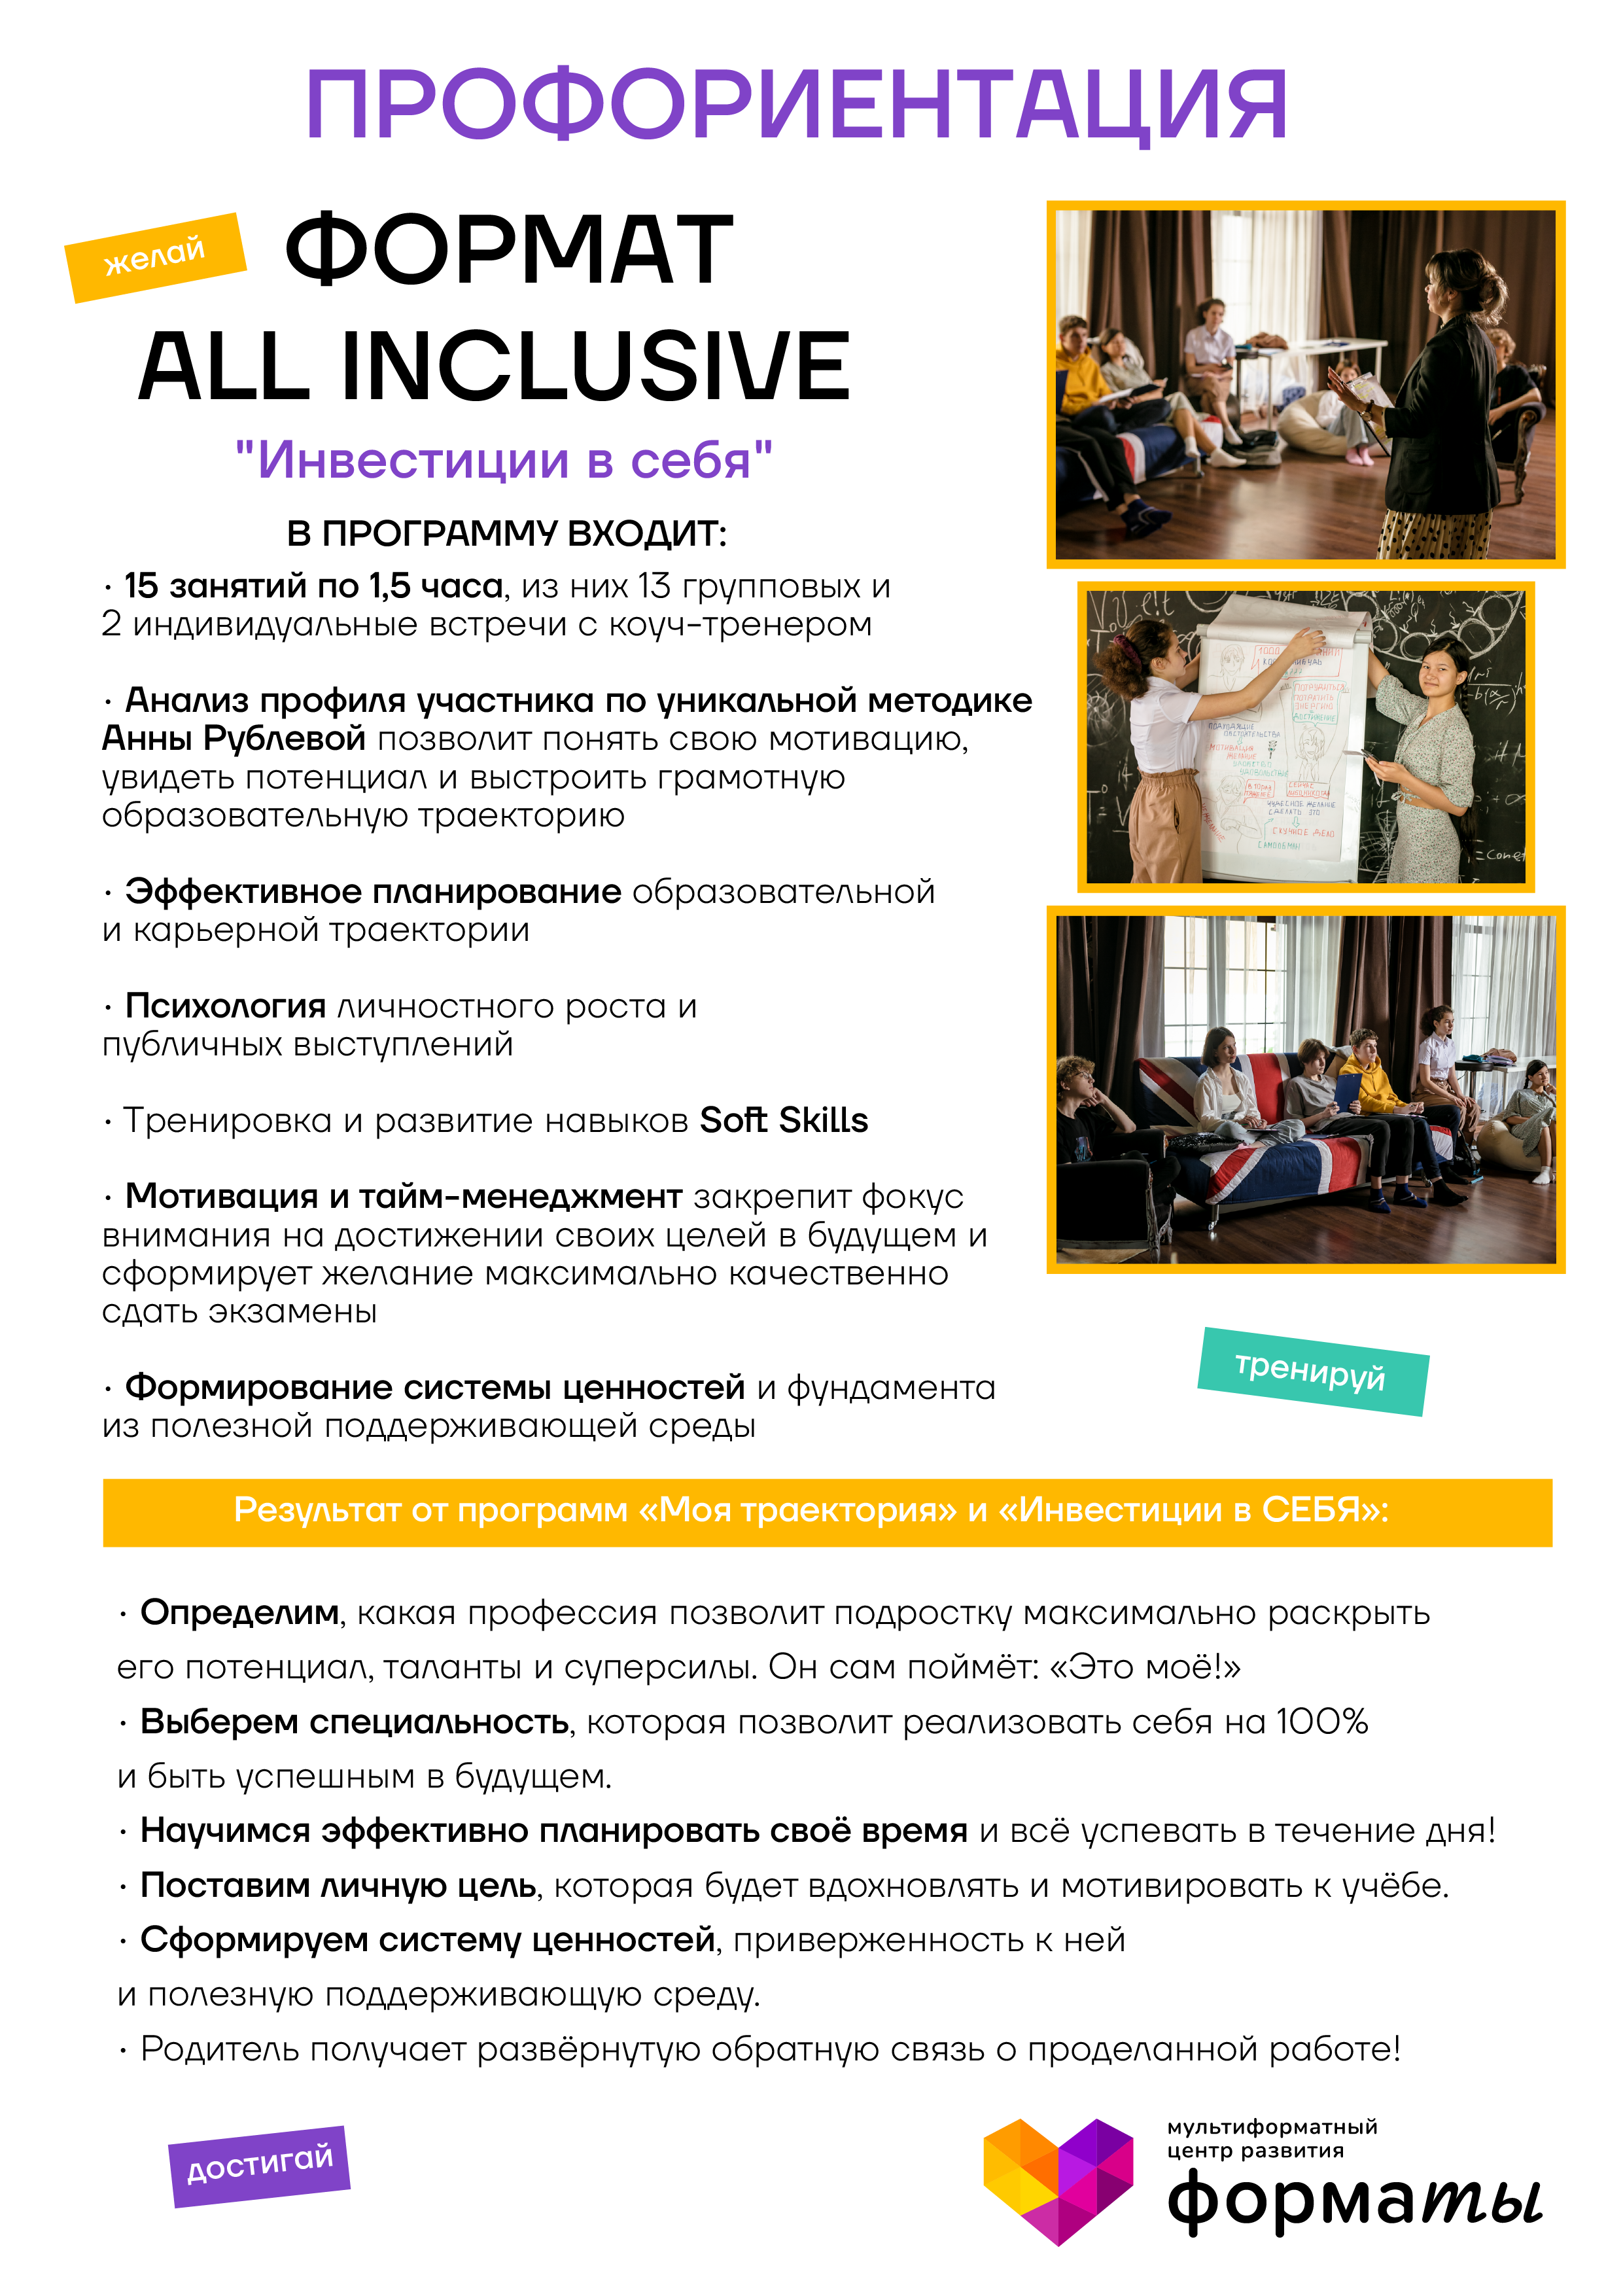 ПРОФОРИЕНТАЦИЯ
желай
ФОРМАТ
ALL INCLUSIVE
"Инвестиции в себя"
В ПРОГРАММУ ВХОДИТ:
· 15 занятий по 1,5 часа, из них 13 групповых и
2 индивидуальные встречи с коуч-тренером
· Анализ профиля участника по уникальной методике
Анны Рублевой позволит понять свою мотивацию,
увидеть потенциал и выстроить грамотную
образовательную траекторию
· Эффективное планирование образовательной
и карьерной траектории
· Психология личностного роста и
публичных выступлений
· Тренировка и развитие навыков Soft Skills
· Мотивация и тайм-менеджмент закрепит фокус
внимания на достижении своих целей в будущем и
сформирует желание максимально качественно
сдать экзамены
· Формирование системы ценностей и фундамента
из полезной поддерживающей среды
СКУЧНОЕ ДЕЛО
тренируй
Результат от программ «Моя траектория» и «Инвестиции в СЕБЯ»:
· Определим, какая профессия позволит подростку максимально раскрыть
его потенциал, таланты и суперсилы. Он сам поймёт: «Это моё!»
· Выберем специальность, которая позволит реализовать себя на 100%
и быть успешным в будущем.
· Научимся эффективно планировать своё время и всё успевать в течение дня!
· Поставим личную цель, которая будет вдохновлять и мотивировать к учёбе.
· Сформируем систему ценностей, приверженность к ней
и полезную поддерживающую среду.
· Родитель получает развёрнутую обратную связь о проделанной работе!
достигай
мультиформатный
центр развития
форматы